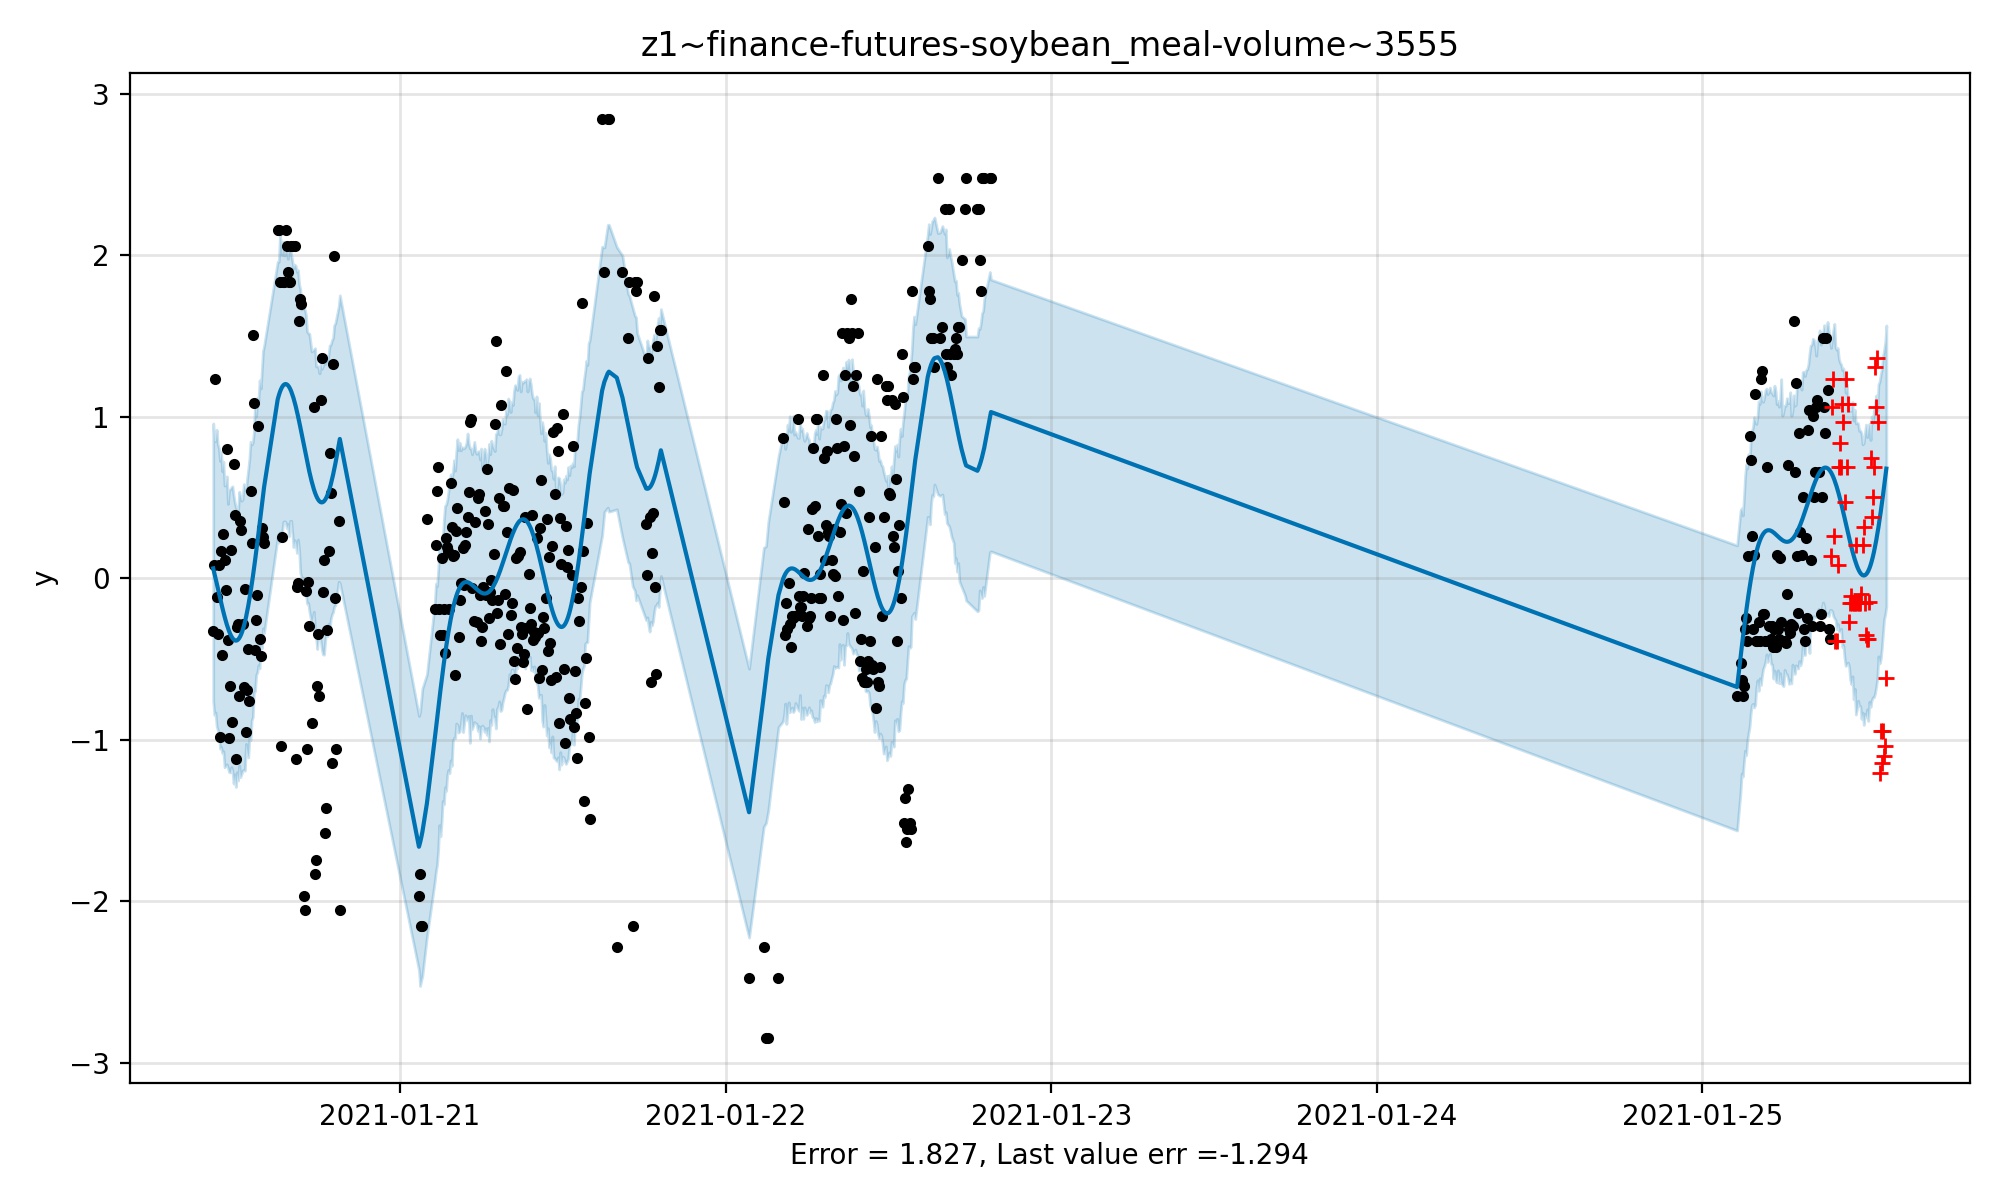 z1~finance-futures-soybean_meal-volume~3555
y
3
2
1
0
−1
−2
−3
2021-01-21 2021-01-22 2021-01-23 2021-01-24 2021-01-25
Error = 1.827, Last value err =-1.294